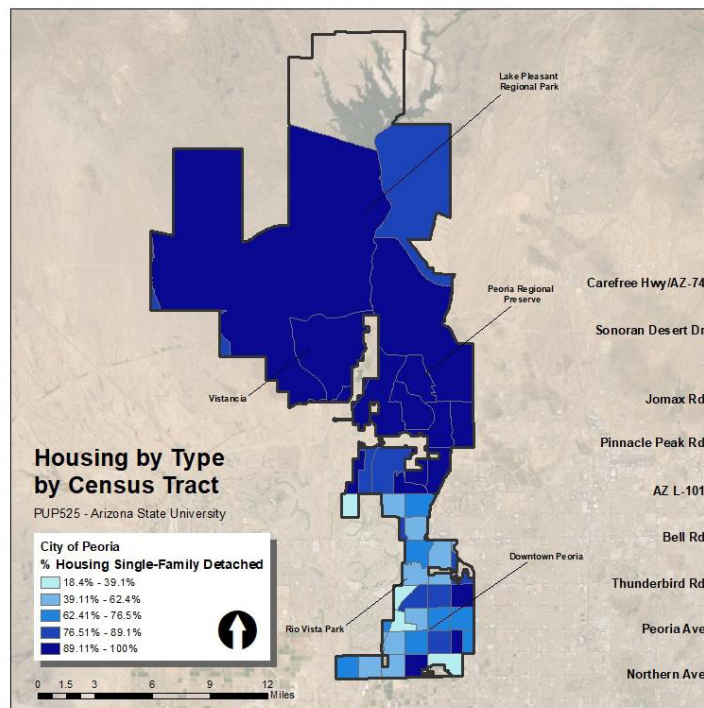 Lake Pleasant
Regional Park
Carefree Hwy/AZ-74
Peoria Regional
Preserve
Sonoran Desert Dr
Vistancia
Jomax Rd
Pinnacle Peak Rd
Housing by Type
by Census Tract
AZ L-101
PUP525 - Arizona State University
Bell Rd
City of Peoria
% Housing Single-Family Detached
18.4% - 39.1%
39.11% - 62.4%
62.41% - 76.5%
76.51% - 89.1%
89.11% - 100%
Downtown Peoria
Thunderbird Rd
Rio Vista Park
Peoria Ave
Northern Ave
0 1.5 3 6 9 12
Miles